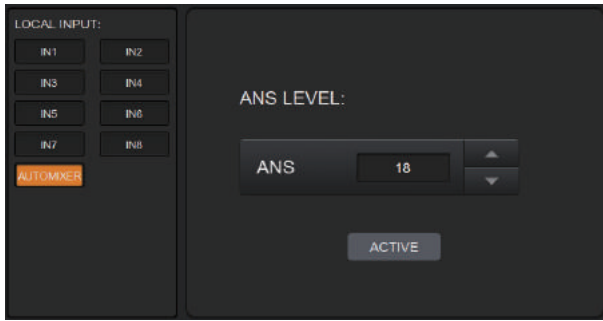 LOCAL INPUT:
IN1 IN2
IN3 IN4
IN5 IN6
IN7 IN8
AUTOMIXER
ANS LEVEL:
ANS 18
ACTIVE